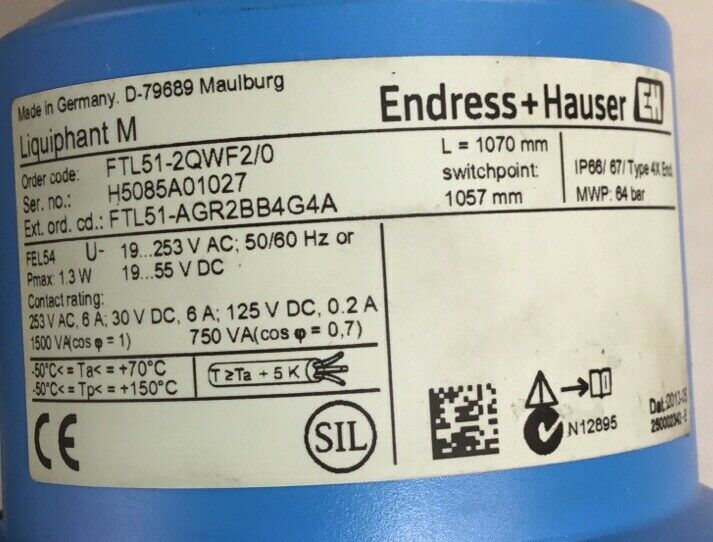 Made in Germany. D-79689 Maulburg
Endress+Hauser EH
Liquiphant M
Order code: FTL51-2QWF2/0
Ser. no.: H5085A01027
Ext. ord. cd.: FTL51-AGR2BB4G4A
L = 1070 mm
switchpoint:
1057 mm
IP66/ 67/ Type 4X Encl.
MWP: 64 bar
FEL54 U~ 19...253 V AC; 50/60 Hz or
Pmax: 1.3 W 19...55 V DC
Contact rating:
253 V AC, 6 A; 30 V DC, 6 A; 125 V DC, 0.2 A
1500 VA(cos φ = 1) 750 VA(cos φ = 0,7)
-50°C< = Ta< = +70°C
-50°C< = Tp< = +150°C
T ≥Ta + 5 K
CE
SIL
N12895
Dat.:2013-05